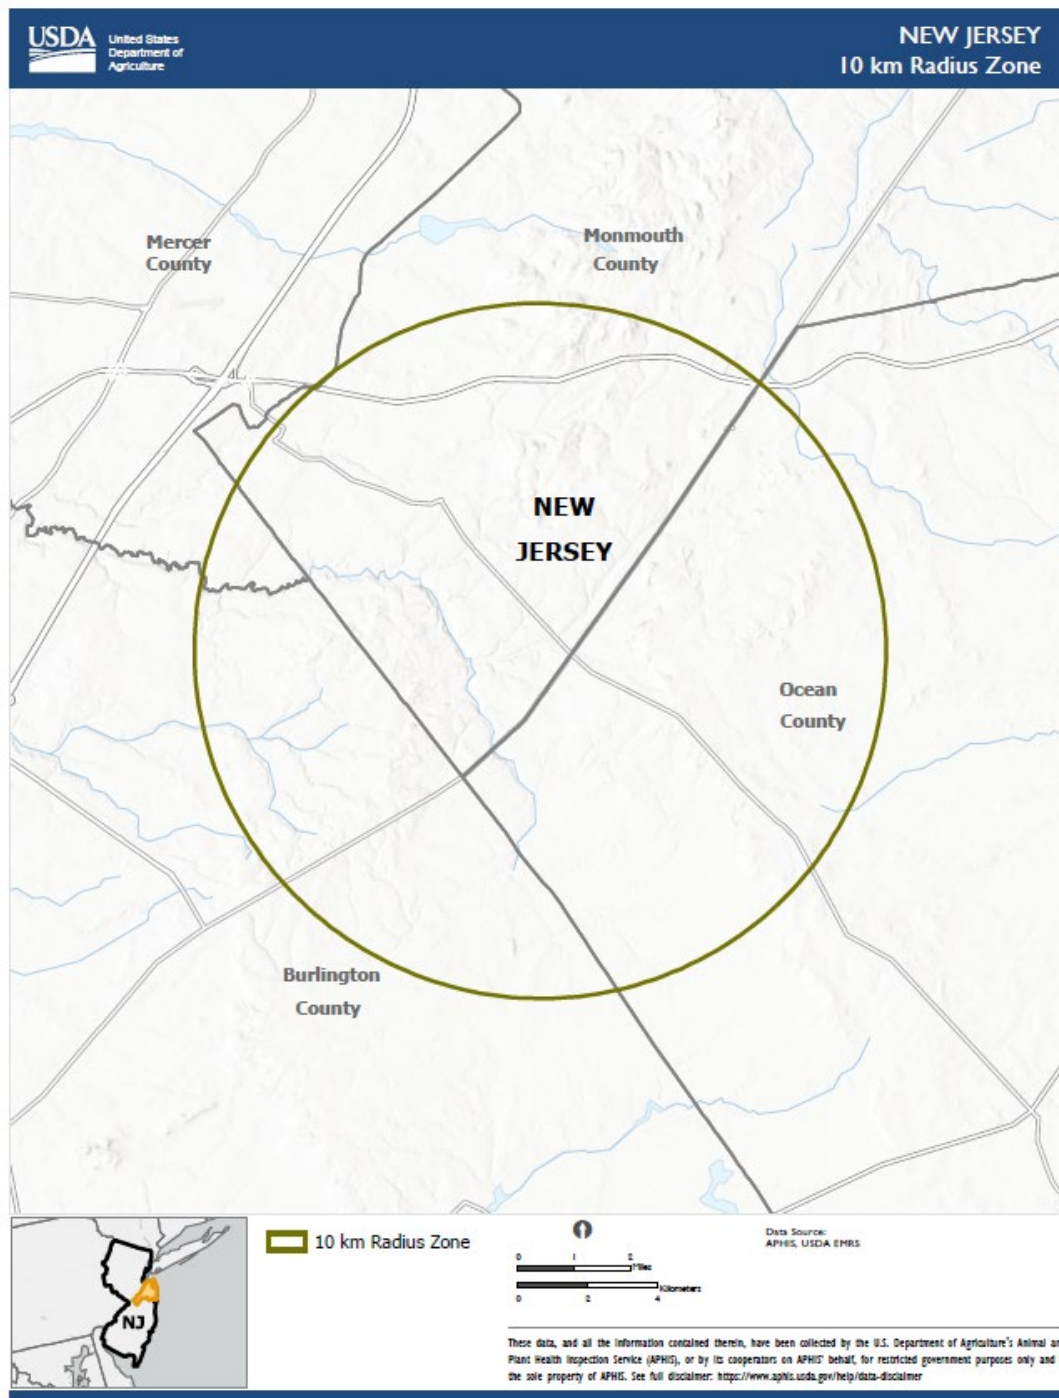 USDA
United States
Department of
Agriculture
NEW JERSEY
10 km Radius Zone
Mercer
County
Monmouth
County
NEW
JERSEY
Ocean
County
Burlington
County
NJ
10 km Radius Zone
0 1 2
Miles
Kilometers
0 2 4
Data Source:
APHIS, USDA EMRS
These data, and all the information contained therein, have been collected by the U.S. Department of Agriculture's Animal an
Plant Health Inspection Service (APHIS), or by its cooperators on APHIS' behalf, for restricted government purposes only and
the sole property of APHIS. See full disclaimer: https://www.aphis.usda.gov/help/data-disclaimer